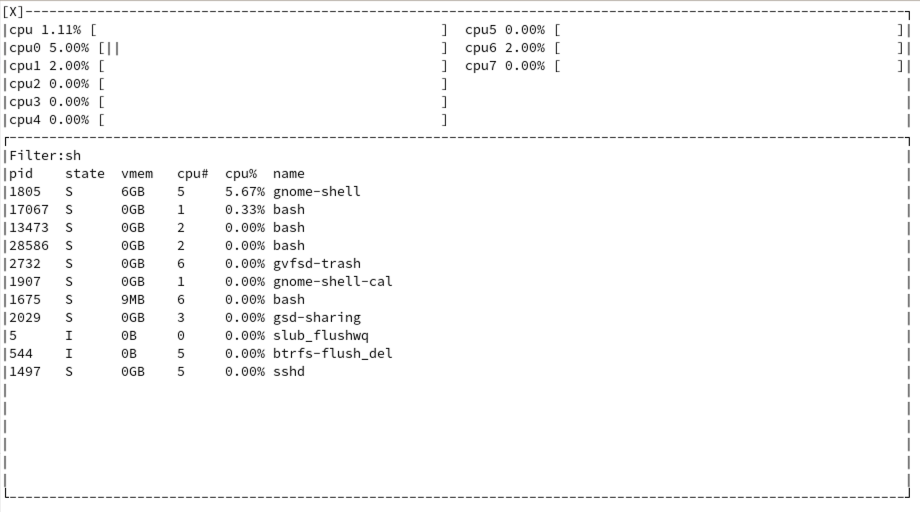 [X]
cpu 1.11% [ ] cpu5 0.00% [ ]
cpu0 5.00% [|| ] cpu6 2.00% [ ]
cpu1 2.00% [ ] cpu7 0.00% [ ]
cpu2 0.00% [ ]
cpu3 0.00% [ ]
cpu4 0.00% [ ]
Filter:sh
pid state vmem cpu# cpu% name
1805 S 6GB 5 5.67% gnome-shell
17067 S 0GB 1 0.33% bash
13473 S 0GB 2 0.00% bash
28586 S 0GB 2 0.00% bash
2732 S 0GB 6 0.00% gvfsd-trash
1907 S 0GB 1 0.00% gnome-shell-cal
1675 S 9MB 6 0.00% bash
2029 S 0GB 3 0.00% gsd-sharing
5 I 0B 0 0.00% slub_flushwq
544 I 0B 5 0.00% btrfs-flush_del
1497 S 0GB 5 0.00% sshd